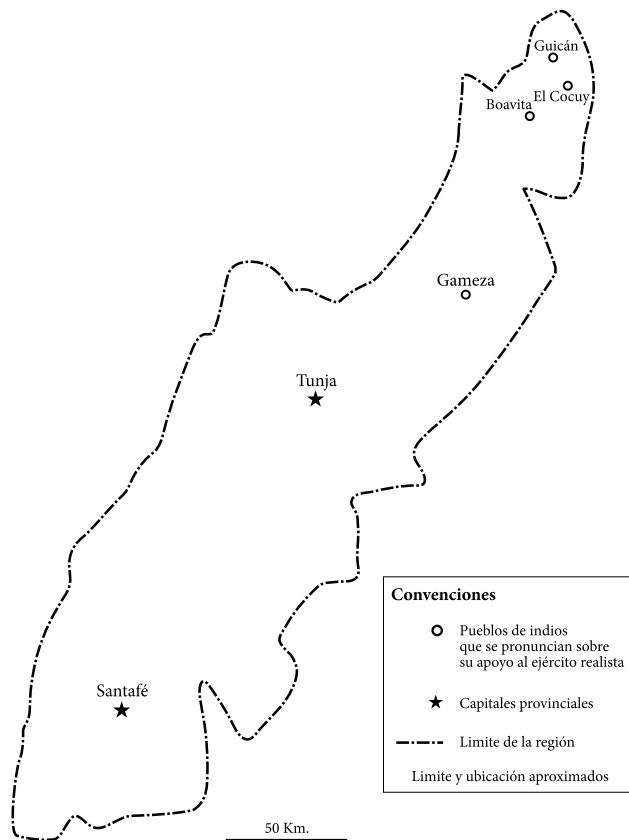 Guicán
El Cocuy
Boavita
Gameza
Tunja
Santafé
Convenciones
Pueblos de indios
que se pronuncian sobre
su apoyo al ejército realista
Capitales provinciales
Limite de la región
Limite y ubicación aproximados
50 Km.